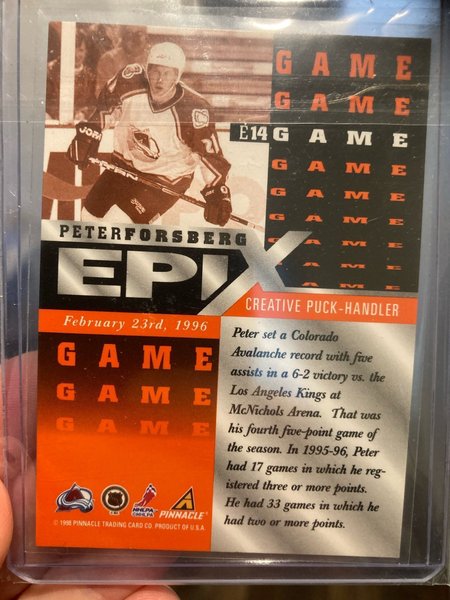 GAME
GAME
E14 GAME
GAME
GAME
GAME
GAME
GAME
GAME
PETERFORSBERG
EPIX
CREATIVE PUCK-HANDLER
February 23rd, 1996
GAME
GAME
GAME
Peter set a Colorado
Avalanche record with five
assists in a 6-2 victory vs. the
Los Angeles Kings at
McNichols Arena. That was
his fourth five-point game of
the season. In 1995-96, Peter
had 17 games in which he reg-
istered three or more points.
He had 33 games in which he
had two or more points.
NHLPA
PINNACLE
© 1998 PINNACLE TRADING CARD CO. PRODUCT OF U.S.A.